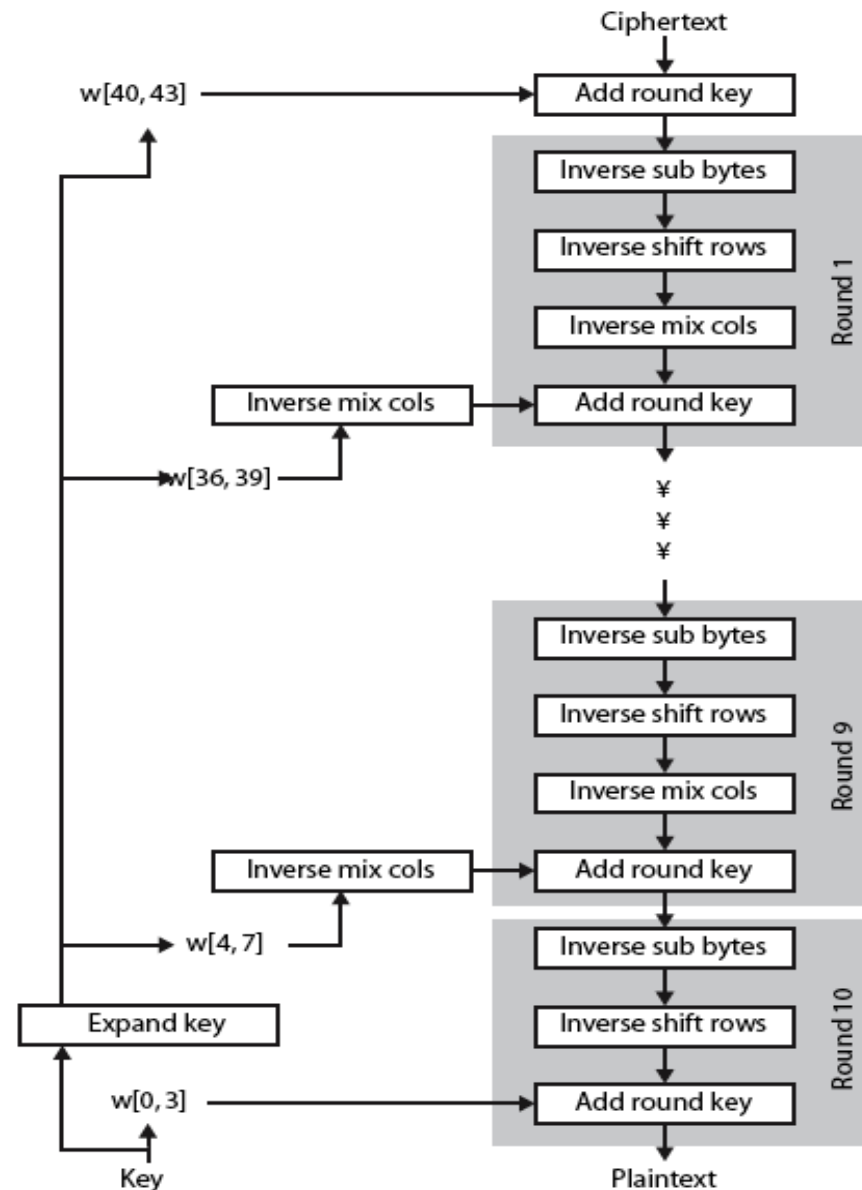 Ciphertext
w[40, 43]
Add round key
Inverse sub bytes
Inverse shift rows
Inverse mix cols
Round 1
Inverse mix cols
Add round key
w[36, 39]
¥
¥
¥
Inverse sub bytes
Inverse shift rows
Inverse mix cols
Round 9
Inverse mix cols
Add round key
w[4, 7]
Inverse sub bytes
Expand key
Inverse shift rows
Round 10
w[0, 3]
Add round key
Key
Plaintext